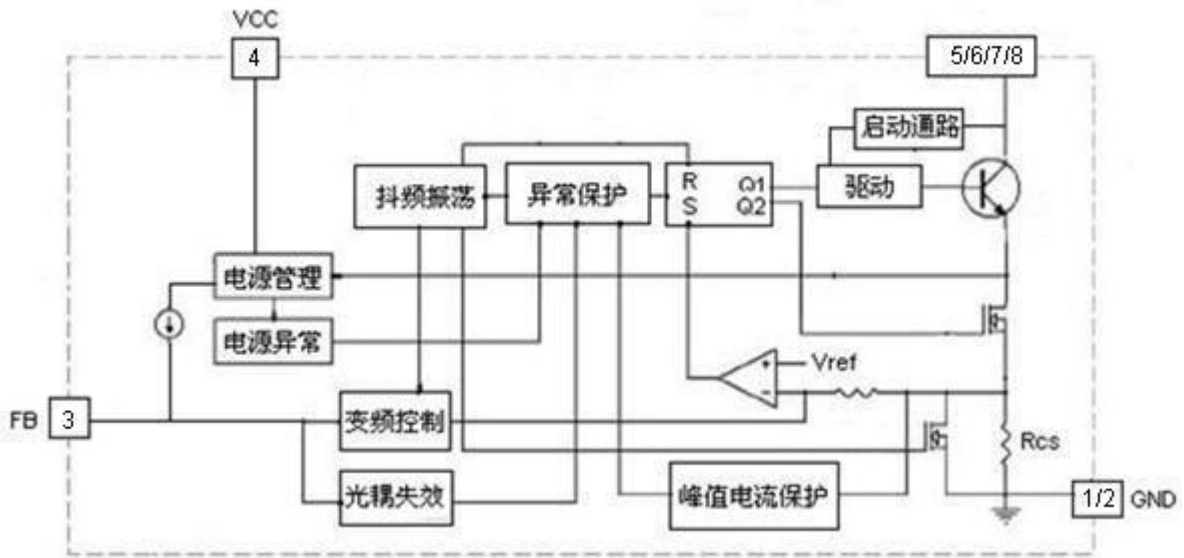 VCC
4
5/6/7/8
启动通路
抖频振荡
异常保护
R
S
Q1
Q2
驱动
电源管理
电源异常
Vref
+
-
FB
3
变频控制
Rcs
光耦失效
峰值电流保护
1/2
GND